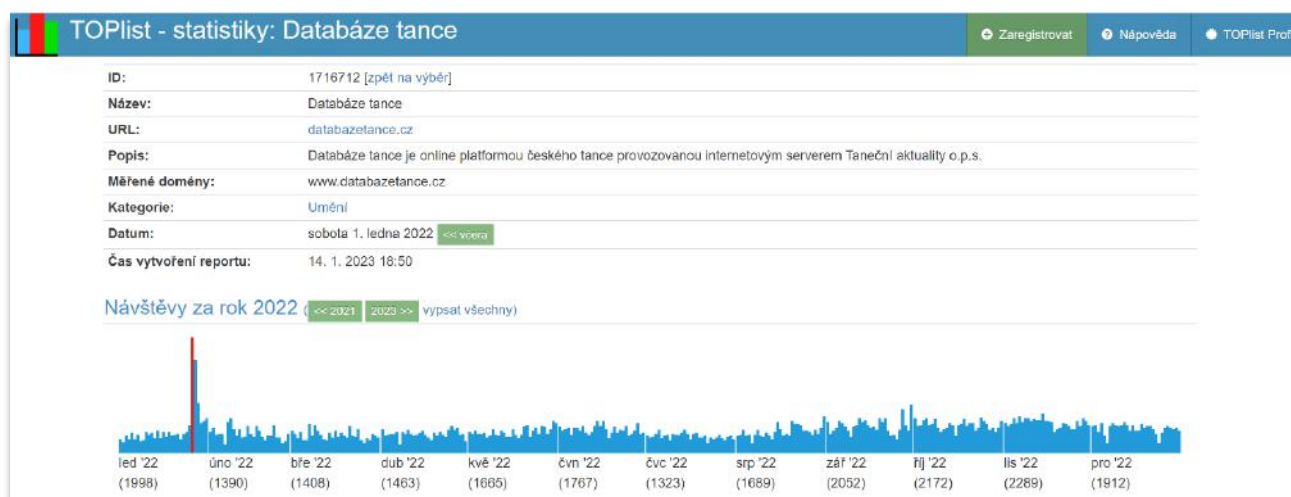 TOPlist - statistiky: Databáze tance
Zaregistrovat Nápověda TOPlist Prof
ID: 1716712 [zpět na výběr]
Název: Databáze tance
URL: databazetance.cz
Popis: Databáze tance je online platformou českého tance provozovanou internetovým serverem Taneční aktuality o.p.s.
Měřené domény: www.databazetance.cz
Kategorie: Umění
Datum: sobota 1. ledna 2022 << včera
Čas vytvoření reportu: 14. 1. 2023 18:50
Návštěvy za rok 2022 ( << 2021 2023 >> vypsat všechny)
led '22 úno '22 bře '22 dub '22 kvě '22 čvn '22 čvc '22 srp '22 zář '22 říj '22 lis '22 pro '22
(1998) (1390) (1408) (1463) (1665) (1767) (1323) (1689) (2052) (2172) (2289) (1912)